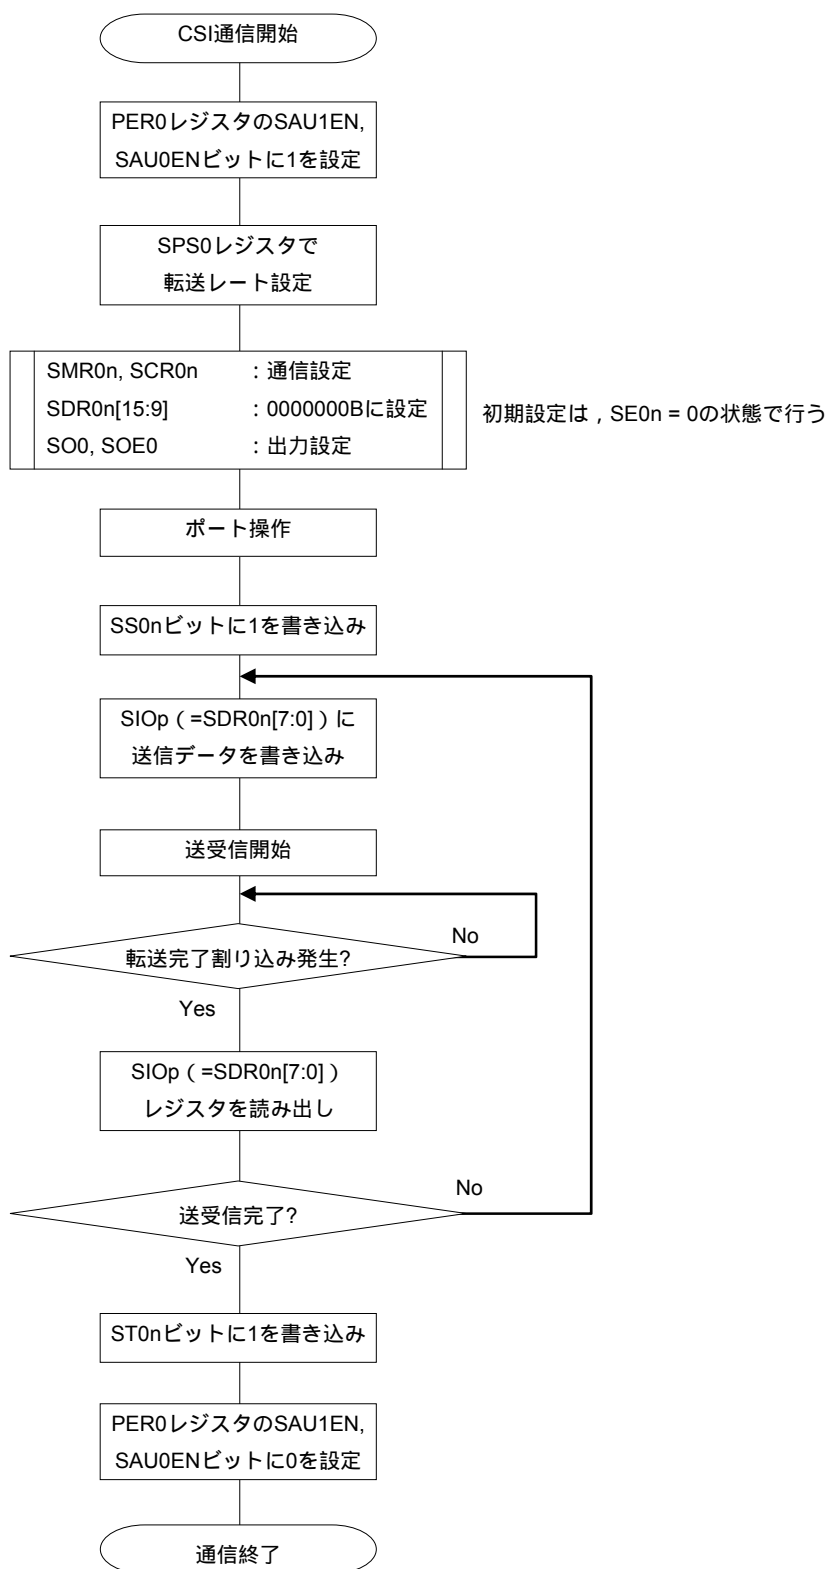 CSI通信開始
PER0レジスタのSAU1EN,
SAU0ENビットに1を設定
SPS0レジスタで
転送レート設定
SMR0n, SCR0n ：通信設定
SDR0n[15:9] ：0000000Bに設定
SO0, SOE0 ：出力設定
初期設定は，SE0n = 0の状態で行う
ポート操作
SS0nビットに1を書き込み
SIOp（=SDR0n[7:0]）に
送信データを書き込み
送受信開始
No
転送完了割り込み発生?
Yes
SIOp（=SDR0n[7:0]）
レジスタを読み出し
No
送受信完了?
Yes
ST0nビットに1を書き込み
PER0レジスタのSAU1EN,
SAU0ENビットに0を設定
通信終了